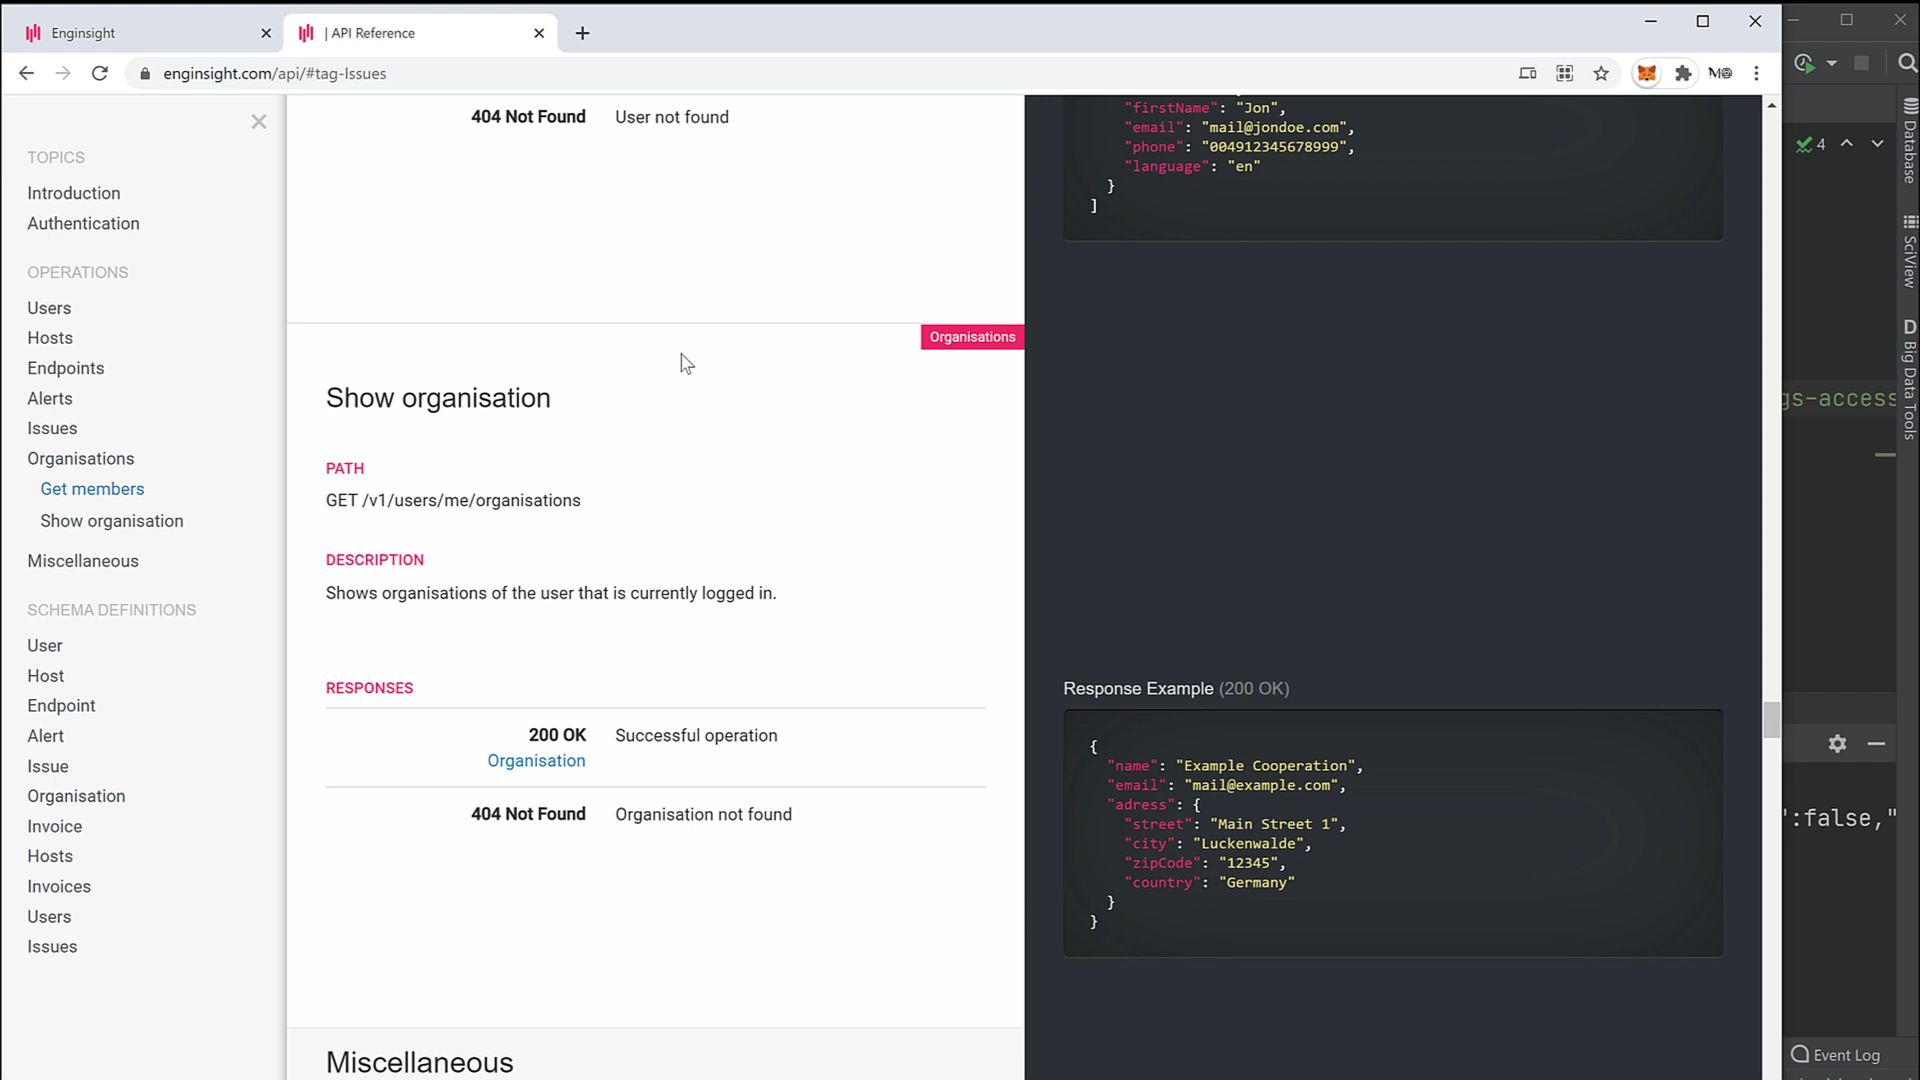 Enginsight
| API Reference
enginsight.com/api/#tag-Issues
TOPICS
Introduction
Authentication
OPERATIONS
Users
Hosts
Endpoints
Alerts
Issues
Organisations
Get members
Show organisation
Miscellaneous
SCHEMA DEFINITIONS
User
Host
Endpoint
Alert
Issue
Organisation
Invoice
Hosts
Invoices
Users
Issues
404 Not Found User not found
Organisations
Show organisation
PATH
GET /v1/users/me/organisations
DESCRIPTION
Shows organisations of the user that is currently logged in.
RESPONSES
200 OK Successful operation
Organisation
404 Not Found Organisation not found
Miscellaneous
"firstName": "Jon",
"email": "mail@jondoe.com",
"phone": "004912345678999",
"language": "en"
}
]
Response Example (200 OK)
{
"name": "Example Cooperation",
"email": "mail@example.com",
"adress": {
"street": "Main Street 1",
"city": "Luckenwalde",
"zipCode": "12345",
"country": "Germany"
}
}
4
Database
SciView
D Big Data Tools
gs-access
":false,"
Event Log